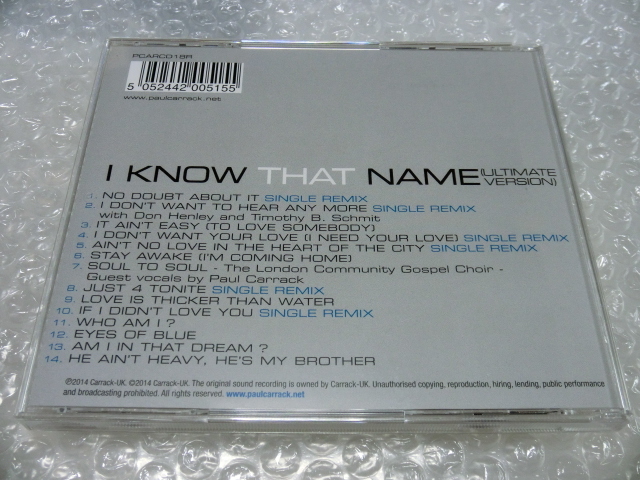 PCARCD18R
5 052442 005155
www.paulcarrack.net
I KNOW THAT NAME (ULTIMATE
VERSION)
1. NO DOUBT ABOUT IT SINGLE REMIX
2. I DON'T WANT TO HEAR ANY MORE SINGLE REMIX
with Don Henley and Timothy B. Schmit
3. IT AIN'T EASY (TO LOVE SOMEBODY)
4. I DON'T WANT YOUR LOVE (I NEED YOUR LOVE) SINGLE REMIX
5. AIN'T NO LOVE IN THE HEART OF THE CITY SINGLE REMIX
6. STAY AWAKE (I'M COMING HOME)
7. SOUL TO SOUL - The London Community Gospel Choir -
Guest vocals by Paul Carrack
8. JUST 4 TONITE SINGLE REMIX
9. LOVE IS THICKER THAN WATER
10. IF I DIDN'T LOVE YOU SINGLE REMIX
11. WHO AM I ?
12. EYES OF BLUE
13. AM I IN THAT DREAM ?
14. HE AIN'T HEAVY, HE'S MY BROTHER
℗2014 Carrack-UK. ©2014 Carrack-UK. The original sound recording is owned by Carrack-UK. Unauthorised copying, reproduction, hiring, lending, public performance
and broadcasting prohibited. All rights reserved. www.paulcarrack.net